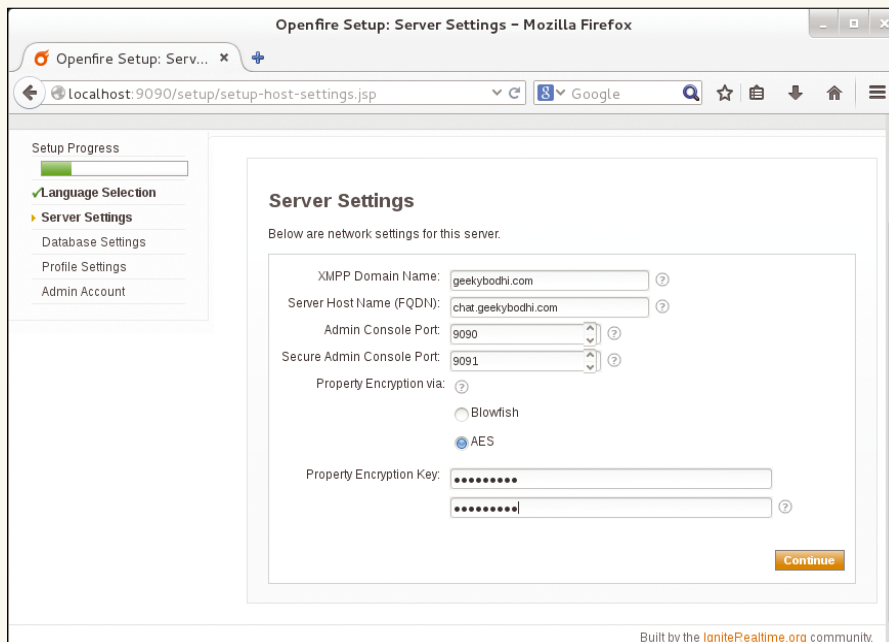 Openfire Setup: Server Settings – Mozilla Firefox
Openfire Setup: Serv...
localhost:9090/setup/setup-host-settings.jsp
Google
Setup Progress
Language Selection
Server Settings
Database Settings
Profile Settings
Admin Account
Server Settings
Below are network settings for this server.
XMPP Domain Name: geekybodhi.com
Server Host Name (FQDN): chat.geekybodhi.com
Admin Console Port: 9090
Secure Admin Console Port: 9091
Property Encryption via:
Blowfish
AES
Property Encryption Key: •••••••••
•••••••••
Continue
Built by the IgniteRealtime.org community.